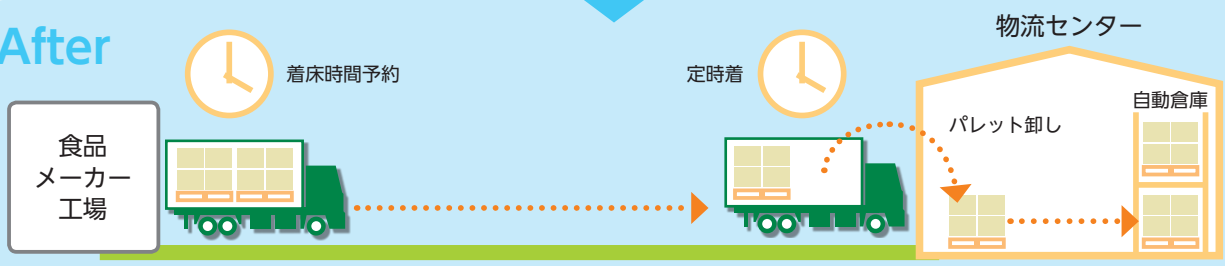 After
着床時間予約
定時着
物流センター
自動倉庫
パレット卸し
食品
メーカー
工場